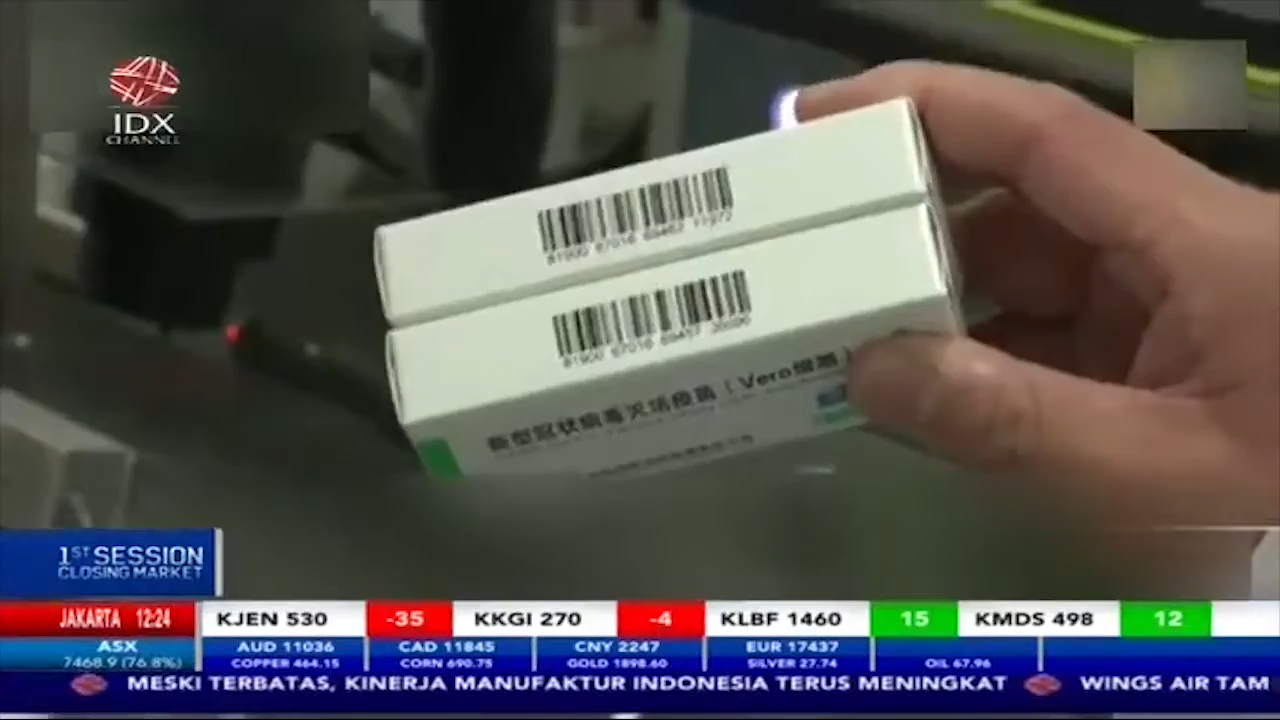 IDX
CHANNEL
新型冠状病毒灭活疫苗（Vero细胞）
1ST SESSION
CLOSING MARKET
JAKARTA 12:24 KJEN 530 -35 KKGI 270 -4 KLBF 1460 15 KMDS 498 12
ASX AUD 11036 CAD 11845 CNY 2247 EUR 17437
7468.9 (76.8%) COPPER 464.15 CORN 690.75 GOLD 1898.60 SILVER 27.74 OIL 67.96
MESKI TERBATAS, KINERJA MANUFAKTUR INDONESIA TERUS MENINGKAT WINGS AIR TAM